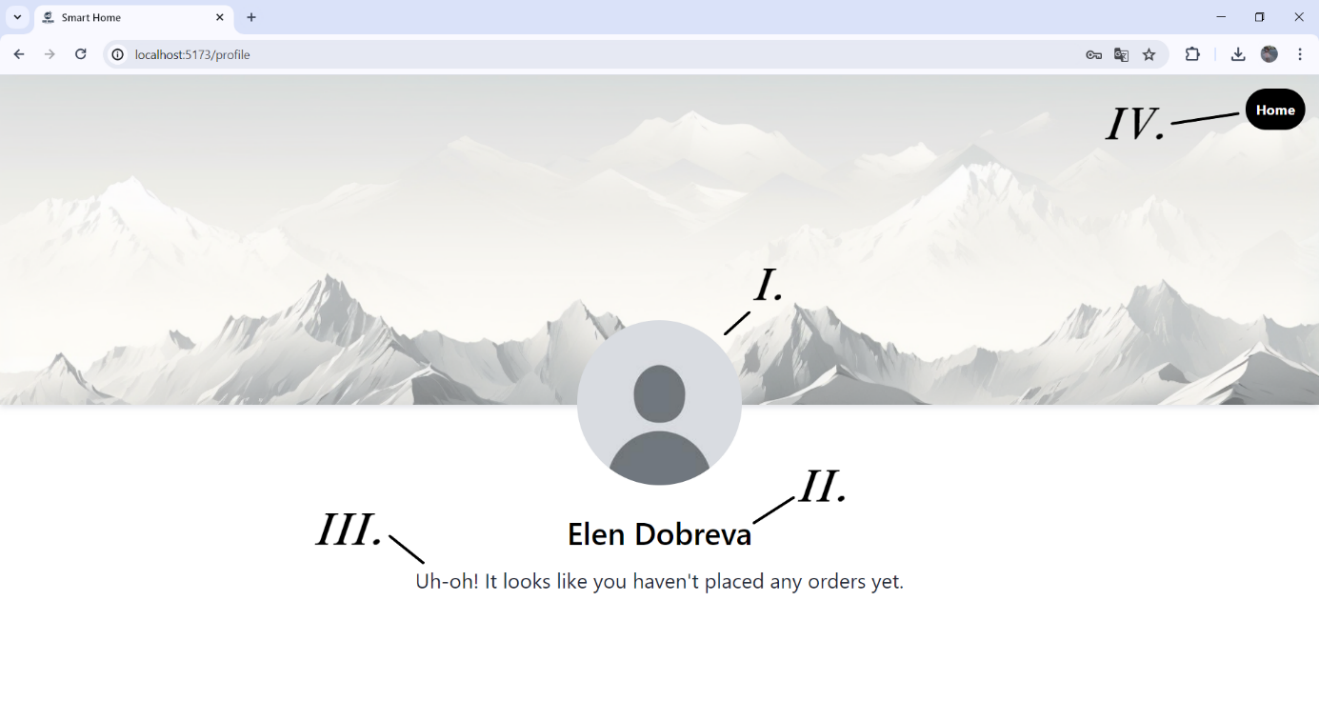 Smart Home
localhost:5173/profile
Home
IV.
I.
II.
Elen Dobreva
III.
Uh-oh! It looks like you haven't placed any orders yet.